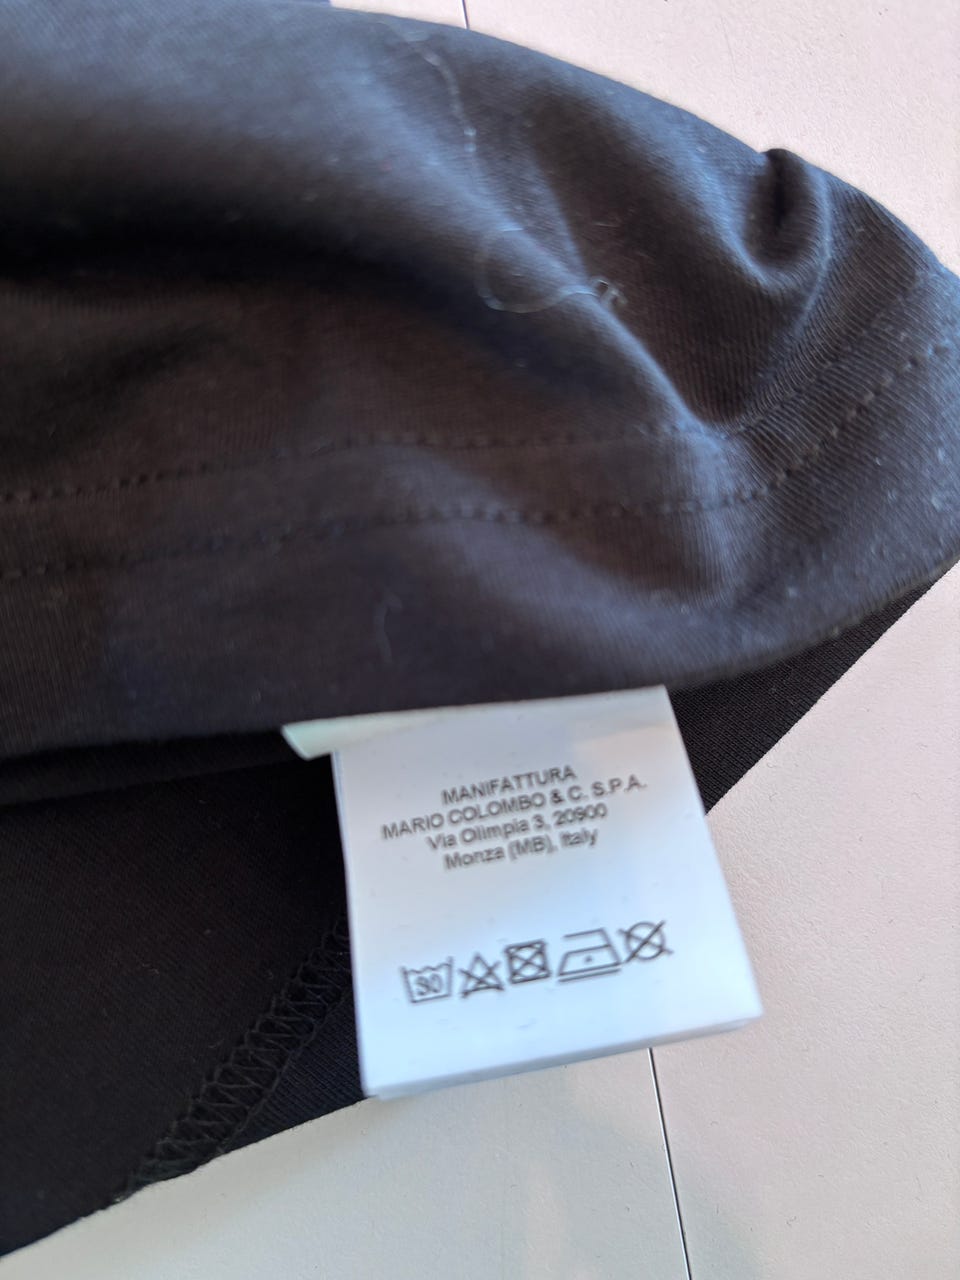 MANIFATTURA
MARIO COLOMBO & C. S.P.A.
Via Olimpia 3, 20900
Monza (MB), Italy
30